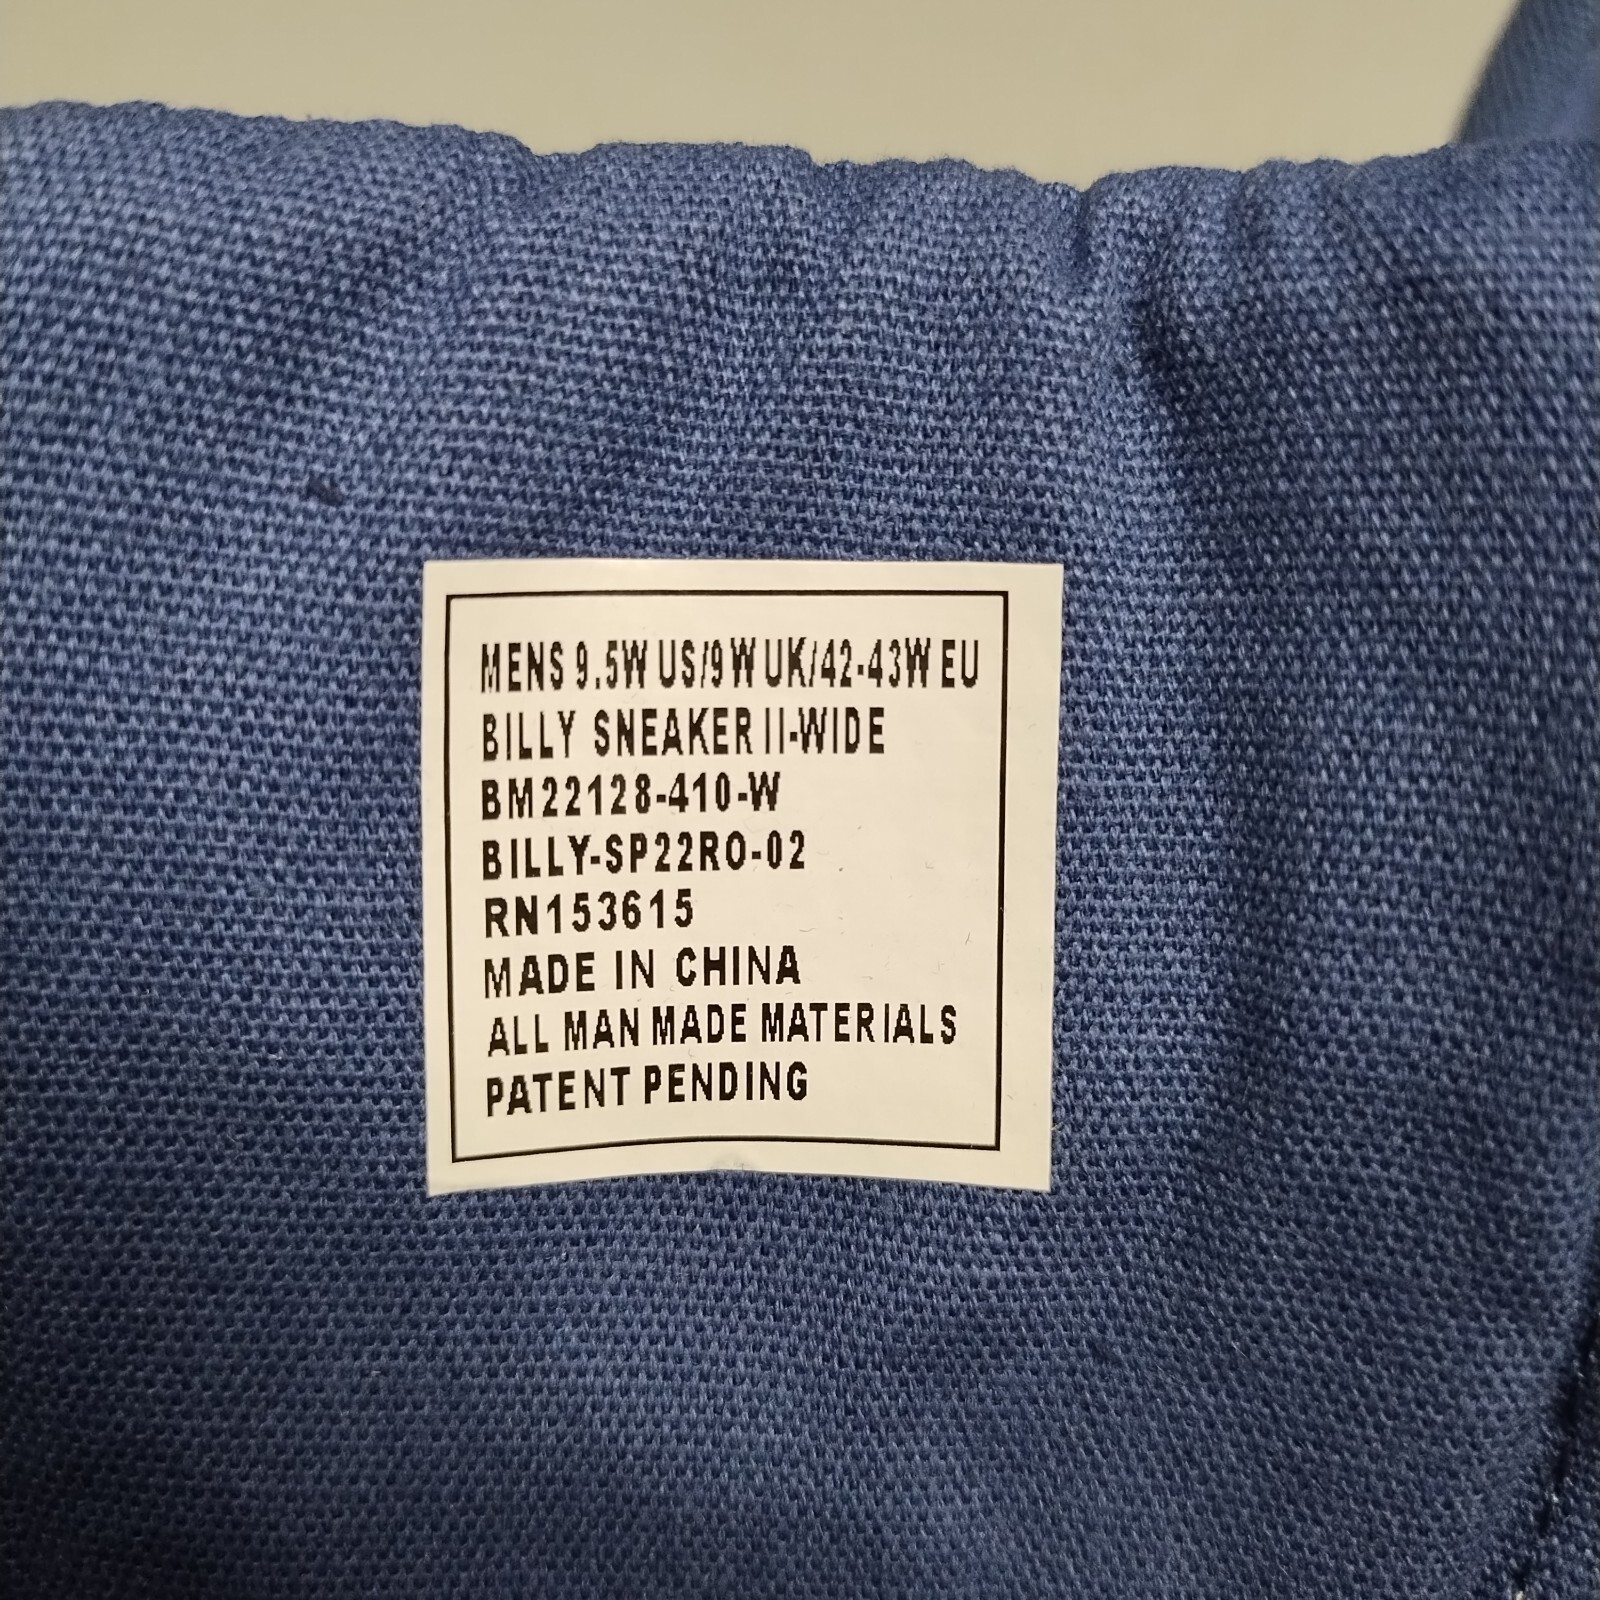 MENS 9.5W US/9W UK/42-43W EU
BILLY SNEAKER II-WIDE
BM22128-410-W
BILLY-SP22RO-02
RN153615
MADE IN CHINA
ALL MAN MADE MATERIALS
PATENT PENDING